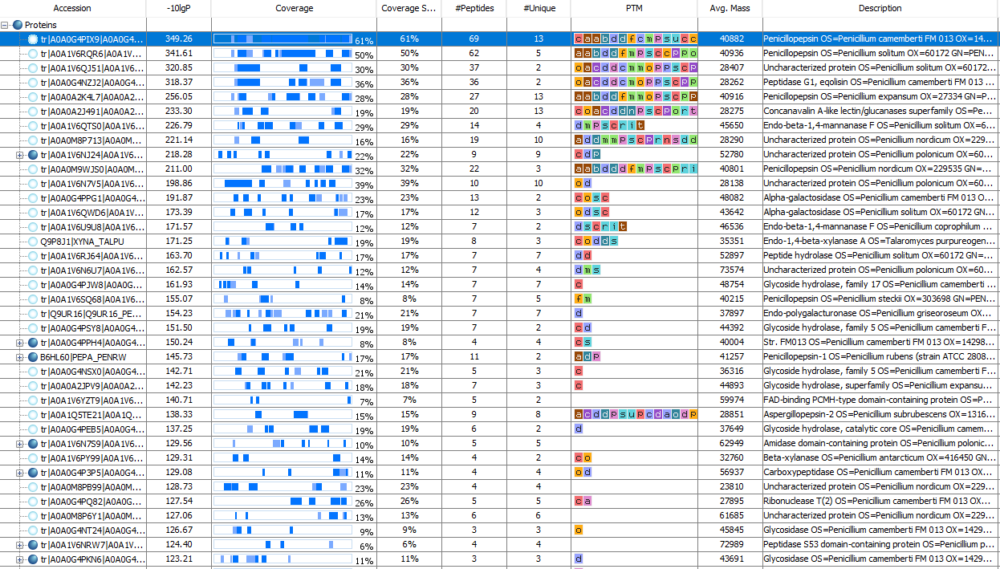 Accession -10lgP Coverage Coverage S... #Peptides #Unique PTM Avg. Mass Description
Proteins
tr|A0A0G4PIX9|A0A0G4... 349.26 61% 61% 69 13 c a a b d d f c m p s u c c 40882 Penicillopepsin OS=Penicillium camemberti FM 013 OX=14...
tr|A0A1V6RQR6|A0A1V... 341.61 50% 50% 62 5 a a b d d f m p s c c P P o 40936 Penicillopepsin OS=Penicillium solitum OX=60172 GN=PEN...
tr|A0A1V6QJ51|A0A1V6... 320.85 30% 30% 37 2 o a c d d c m m o P p s c P 28407 Uncharacterized protein OS=Penicillium solitum OX=60172...
tr|A0A0G4NZJ2|A0A0G4... 318.37 36% 36% 36 2 o a c d d c m o P p s c P P 28262 Peptidase G1, eqolisin OS=Penicillium camemberti FM 013 ...
tr|A0A0A2K4L7|A0A0A2... 256.05 28% 28% 27 13 a a b d d f m m o p s c P P 40916 Penicillopepsin OS=Penicillium expansum OX=27334 GN=P...
tr|A0A0A2J491|A0A0A2... 233.30 19% 19% 20 13 c o a c d d n p s c P o r t 28275 Concanavalin A-like lectin/glucanases superfamily OS=Pe...
tr|A0A1V6QTS0|A0A1V... 226.79 29% 29% 14 4 d m p s c r i t 45650 Endo-beta-1,4-mannanase F OS=Penicillium solitum OX=6...
tr|A0A0M8P713|A0A0M... 221.14 16% 16% 19 10 a d d m m p s c P r n s d d 28290 Uncharacterized protein OS=Penicillium nordicum OX=229...
tr|A0A1V6NJ24|A0A1V6... 218.28 22% 22% 9 9 c d p 52780 Uncharacterized protein OS=Penicillium polonicum OX=60...
tr|A0A0M9WJS0|A0A0M... 211.00 32% 32% 22 3 a a b d d d f m p s c P r i 40801 Penicillopepsin OS=Penicillium nordicum OX=229535 GN=...
tr|A0A1V6N7V5|A0A1V6... 198.86 39% 39% 10 10 o d 28138 Uncharacterized protein OS=Penicillium polonicum OX=60...
tr|A0A0G4PPG1|A0A0G4... 191.87 23% 23% 13 2 c o s c 48082 Alpha-galactosidase OS=Penicillium camemberti FM 013 O...
tr|A0A1V6QWD6|A0A1V... 173.39 17% 17% 12 3 o d s c 43642 Alpha-galactosidase OS=Penicillium solitum OX=60172 GN...
tr|A0A1V6U9U8|A0A1V6... 171.57 12% 12% 7 2 d s c r i t 46536 Endo-beta-1,4-mannanase F OS=Penicillium coprophilum ...
Q9P8J1|XYNA_TALPU 171.25 19% 19% 8 3 c o d d s 35351 Endo-1,4-beta-xylanase A OS=Talaromyces purpureogen...
tr|A0A1V6RJ64|A0A1V6... 163.70 17% 17% 7 7 d d 52897 Peptide hydrolase OS=Penicillium solitum OX=60172 GN=...
tr|A0A1V6N6U7|A0A1V... 162.57 12% 12% 7 4 d m s 73574 Uncharacterized protein OS=Penicillium polonicum OX=60...
tr|A0A0G4PJW8|A0A0G... 161.93 14% 14% 7 7 c 48754 Glycoside hydrolase, family 17 OS=Penicillium camemberti ...
tr|A0A1V6SQ68|A0A1V6... 155.07 8% 8% 7 5 f m 40215 Penicillopepsin OS=Penicillium steckii OX=303698 GN=PEN...
tr|Q9UR16|Q9UR16_PE... 154.23 21% 21% 7 7 d 37897 Endo-polygalacturonase OS=Penicillium griseoroseum OX...
tr|A0A0G4PSY8|A0A0G4... 151.50 19% 19% 7 2 c d 44392 Glycoside hydrolase, family 5 OS=Penicillium camemberti F...
tr|A0A0G4PPH4|A0A0G4... 150.24 8% 8% 4 4 c s 40004 Str. FM013 OS=Penicillium camemberti FM 013 OX=14298...
B6HL60|PEPA_PENRW 145.73 17% 17% 11 2 a d p 41257 Penicillopepsin-1 OS=Penicillium rubens (strain ATCC 2808...
tr|A0A0G4NSX0|A0A0G4... 142.71 21% 21% 5 3 c 36316 Glycoside hydrolase, family 5 OS=Penicillium camemberti F...
tr|A0A0A2JPV9|A0A0A2... 142.23 18% 18% 7 3 c 44893 Glycoside hydrolase, superfamily OS=Penicillium expansu...
tr|A0A1V6YZT9|A0A1V6... 140.71 7% 7% 5 2 59974 FAD-binding PCMH-type domain-containing protein OS=P...
tr|A0A1Q5TE21|A0A1Q... 138.33 15% 15% 9 8 a c d d p s u p c d a o d P 28851 Aspergillopepsin-2 OS=Penicillium subrubescens OX=1316...
tr|A0A0G4PEB5|A0A0G4... 137.25 19% 19% 6 2 d 37649 Glycoside hydrolase, catalytic core OS=Penicillium camem...
tr|A0A1V6N7S9|A0A1V6... 129.56 10% 10% 5 5 62949 Amidase domain-containing protein OS=Penicillium polonic...
tr|A0A1V6PY99|A0A1V6... 129.31 14% 14% 4 2 c o 32760 Beta-xylanase OS=Penicillium antarcticum OX=416450 GN...
tr|A0A0G4P3P5|A0A0G4... 129.08 11% 11% 4 4 o d 56937 Carboxypeptidase OS=Penicillium camemberti FM 013 OX...
tr|A0A0M8PB99|A0A0M... 128.73 23% 23% 4 4 23810 Uncharacterized protein OS=Penicillium nordicum OX=229...
tr|A0A0G4PQ82|A0A0G... 127.54 26% 26% 5 5 c a 27895 Ribonuclease T(2) OS=Penicillium camemberti FM 013 OX...
tr|A0A0M8P6Y1|A0A0M... 127.06 13% 13% 6 6 61685 Uncharacterized protein OS=Penicillium nordicum OX=229...
tr|A0A0G4NT24|A0A0G4... 126.67 9% 9% 3 3 o 45845 Glycosidase OS=Penicillium camemberti FM 013 OX=1429...
tr|A0A1V6NRW7|A0A1V... 124.40 6% 6% 4 4 72989 Peptidase S53 domain-containing protein OS=Penicillium p...
tr|A0A0G4PKN6|A0A0G4... 123.21 11% 11% 3 3 d 43691 Glycosidase OS=Penicillium camemberti FM 013 OX=1429...